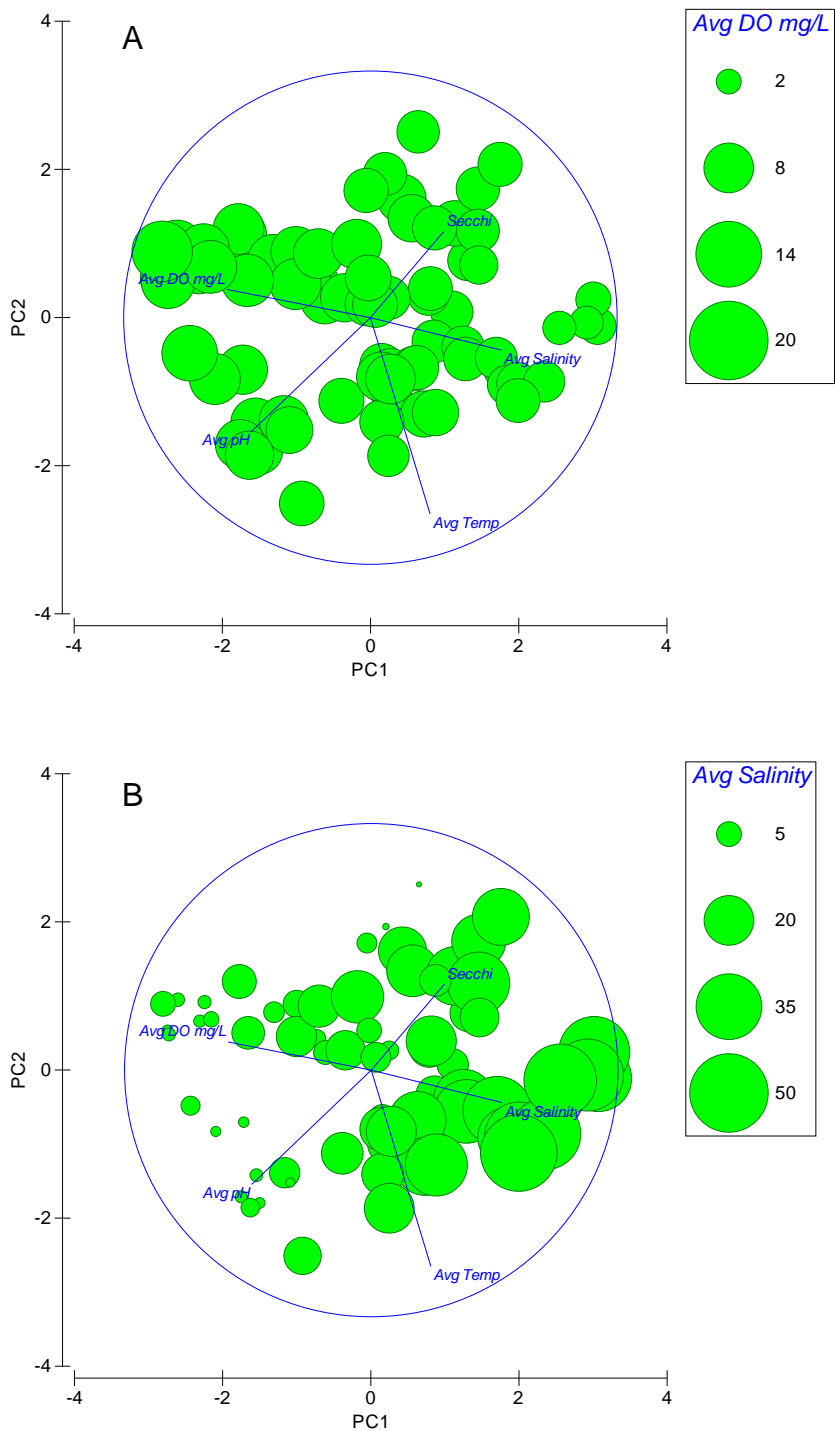 A
Avg DO mg/L
2
8
14
20
4
2
0
-2
-4
PC2
Secchi
Avg DO mg/L
Avg Salinity
Avg pH
Avg Temp
-4 -2 0 2 4
PC1
B
Avg Salinity
5
20
35
50
4
2
0
-2
-4
PC2
Secchi
Avg DO mg/L
Avg Salinity
Avg pH
Avg Temp
-4 -2 0 2 4
PC1